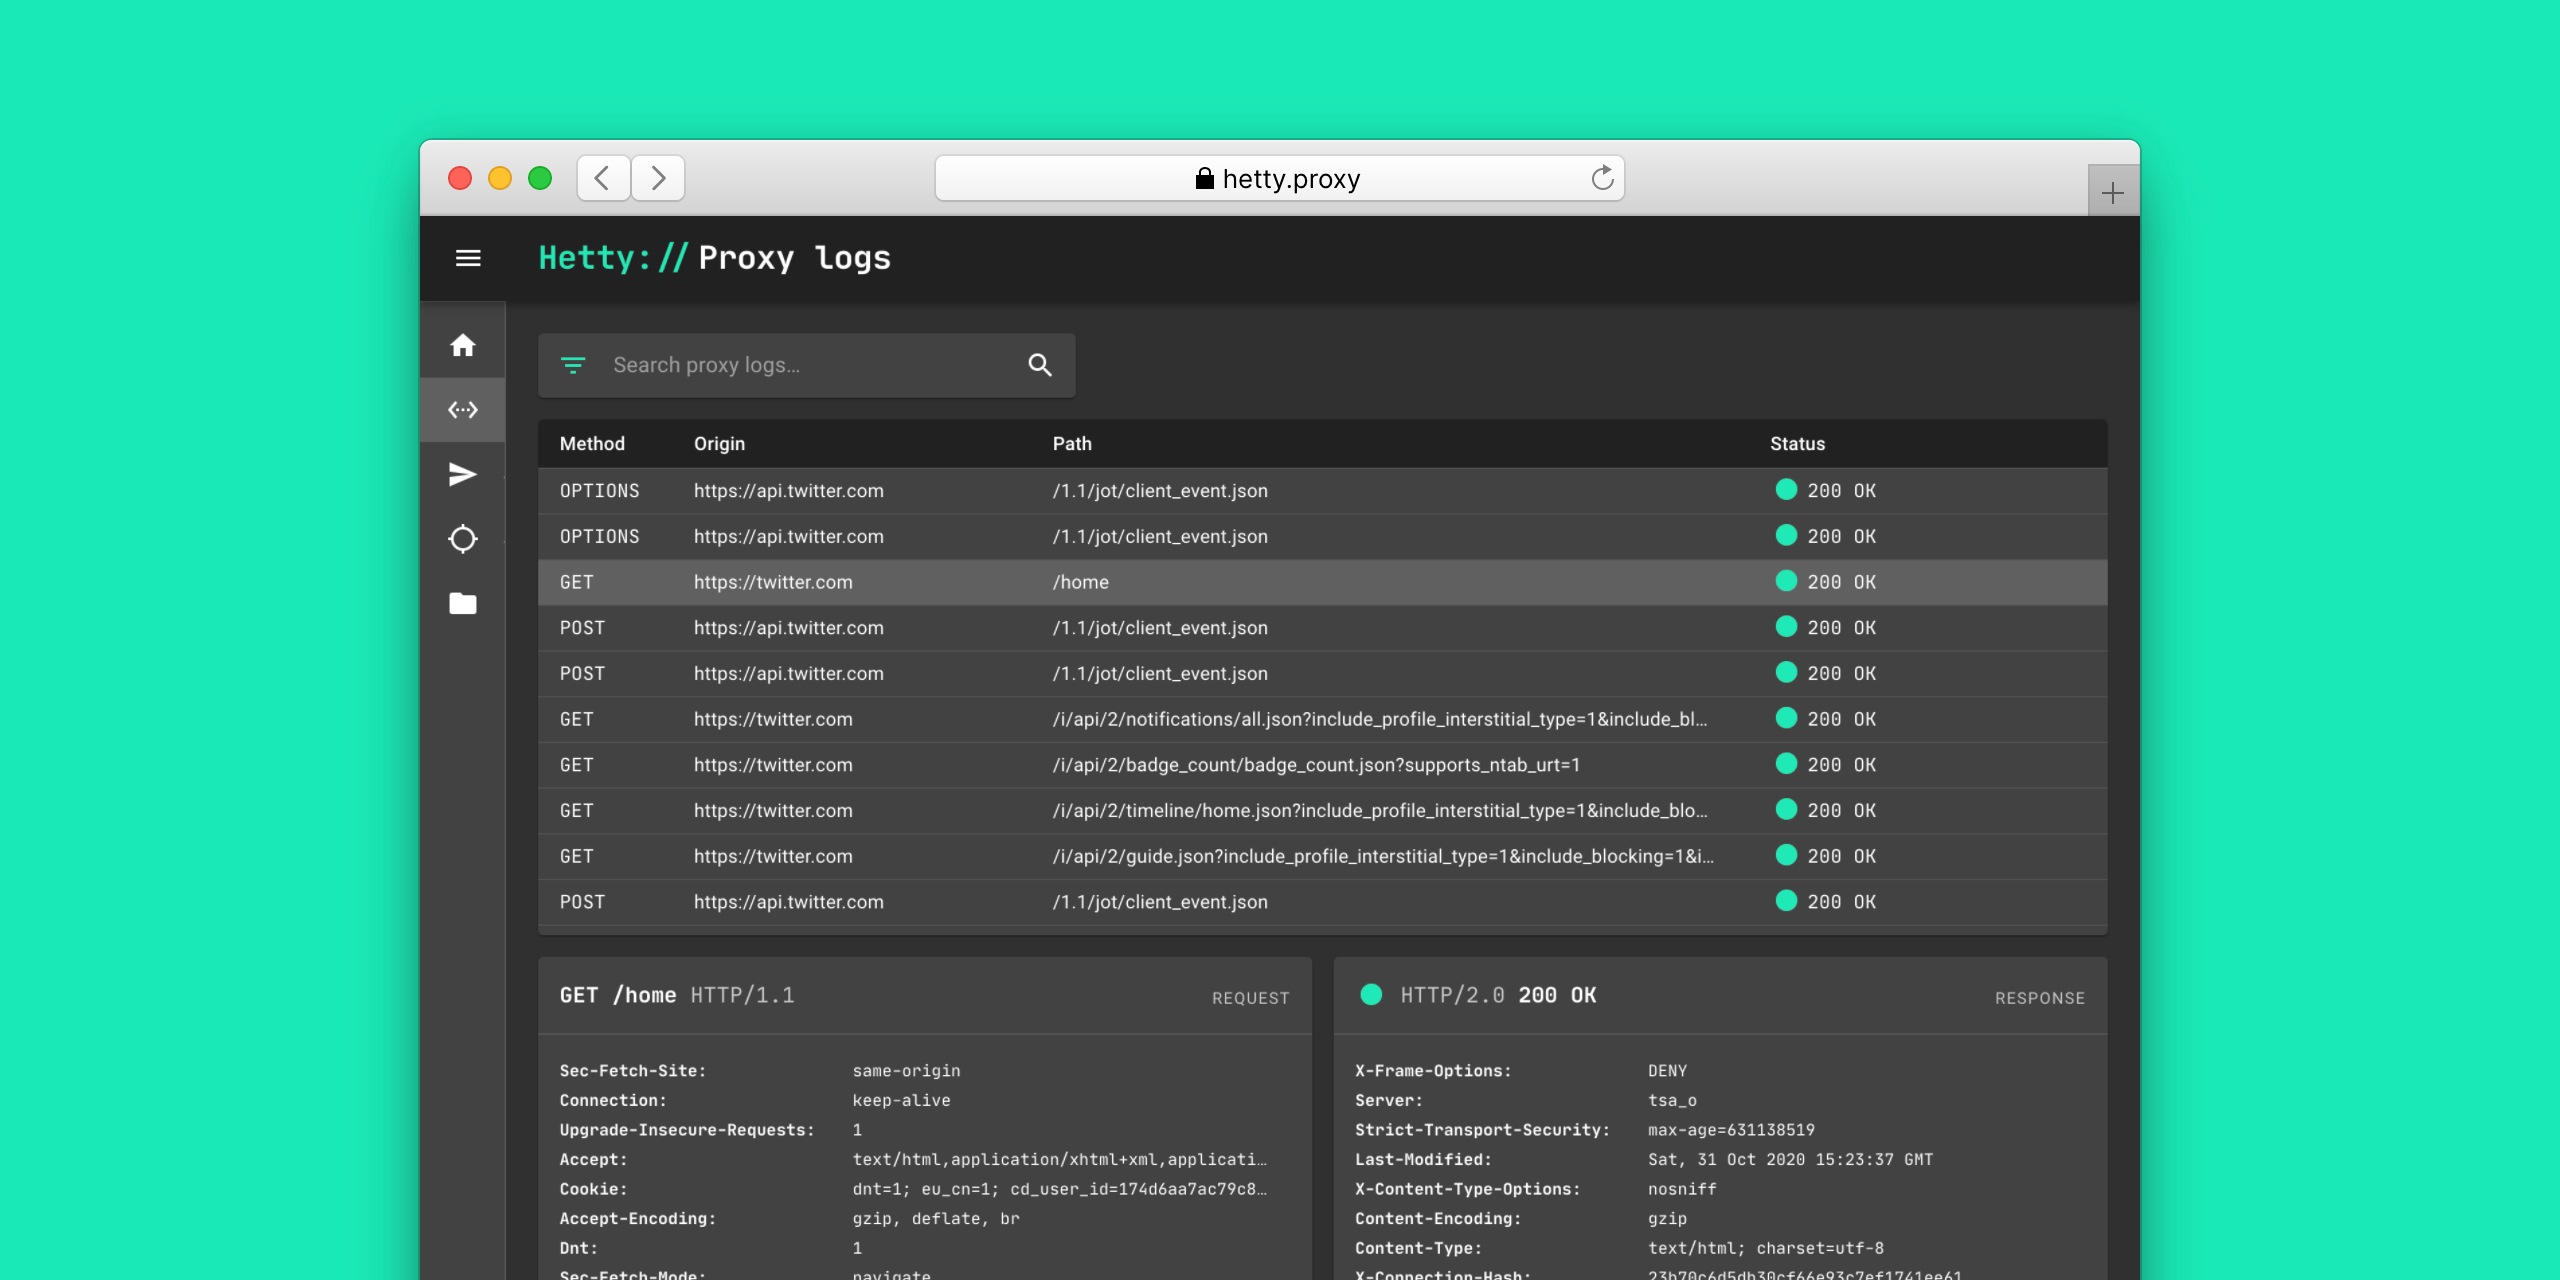 hetty.proxy
Hetty:// Proxy logs
Search proxy logs…
Method Origin Path Status
OPTIONS https://api.twitter.com /1.1/jot/client_event.json 200 OK
OPTIONS https://api.twitter.com /1.1/jot/client_event.json 200 OK
GET https://twitter.com /home 200 OK
POST https://api.twitter.com /1.1/jot/client_event.json 200 OK
POST https://api.twitter.com /1.1/jot/client_event.json 200 OK
GET https://twitter.com /i/api/2/notifications/all.json?include_profile_interstitial_type=1&include_bl… 200 OK
GET https://twitter.com /i/api/2/badge_count/badge_count.json?supports_ntab_urt=1 200 OK
GET https://twitter.com /i/api/2/timeline/home.json?include_profile_interstitial_type=1&include_blo… 200 OK
GET https://twitter.com /i/api/2/guide.json?include_profile_interstitial_type=1&include_blocking=1&i… 200 OK
POST https://api.twitter.com /1.1/jot/client_event.json 200 OK
GET /home HTTP/1.1 REQUEST
Sec-Fetch-Site: same-origin
Connection: keep-alive
Upgrade-Insecure-Requests: 1
Accept: text/html,application/xhtml+xml,applicati…
Cookie: dnt=1; eu_cn=1; cd_user_id=174d6aa7ac79c8…
Accept-Encoding: gzip, deflate, br
Dnt: 1
Sec-Fetch-Mode: navigate
HTTP/2.0 200 OK RESPONSE
X-Frame-Options: DENY
Server: tsa_o
Strict-Transport-Security: max-age=631138519
Last-Modified: Sat, 31 Oct 2020 15:23:37 GMT
X-Content-Type-Options: nosniff
Content-Encoding: gzip
Content-Type: text/html; charset=utf-8
X-Connection-Hash: